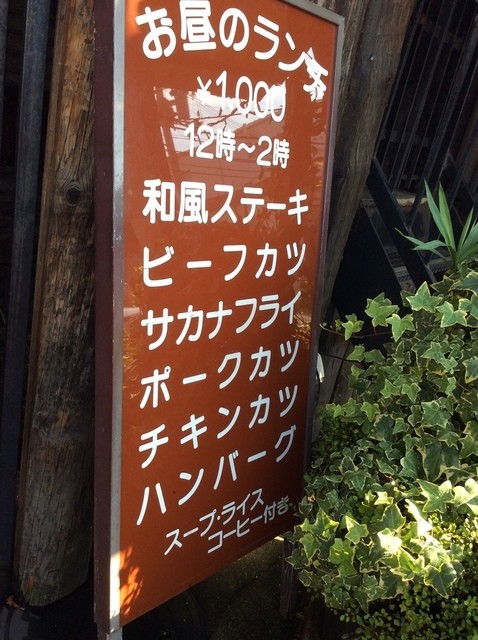 お昼のランチ
¥1,000
12時～2時
和風ステーキ
ビーフカツ
サカナフライ
ポークカツ
チキンカツ
ハンバーグ
スープ・ライス
コーヒー付き